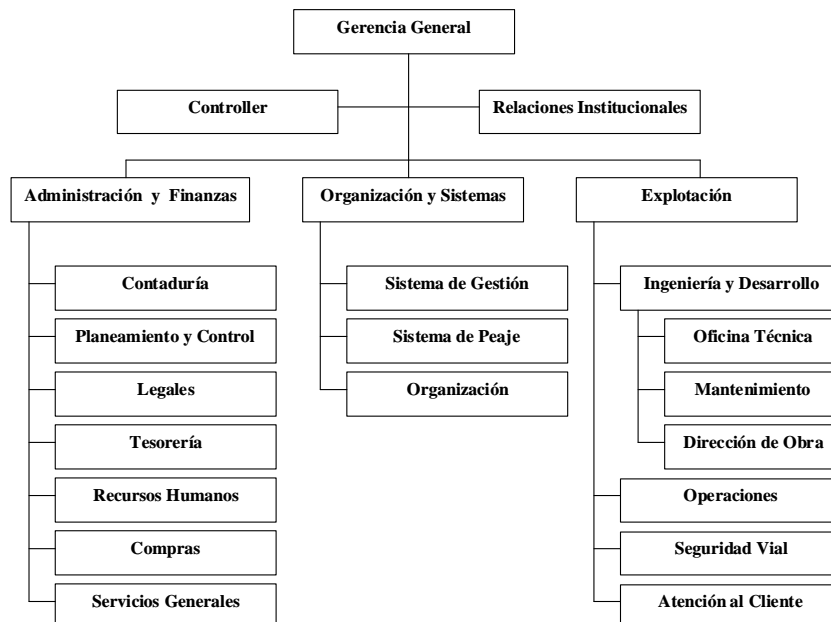 Gerencia General
Controller
Relaciones Institucionales
Administración y Finanzas
Organización y Sistemas
Explotación
Contaduría
Planeamiento y Control
Legales
Tesorería
Recursos Humanos
Compras
Servicios Generales
Sistema de Gestión
Sistema de Peaje
Organización
Ingeniería y Desarrollo
Oficina Técnica
Mantenimiento
Dirección de Obra
Operaciones
Seguridad Vial
Atención al Cliente